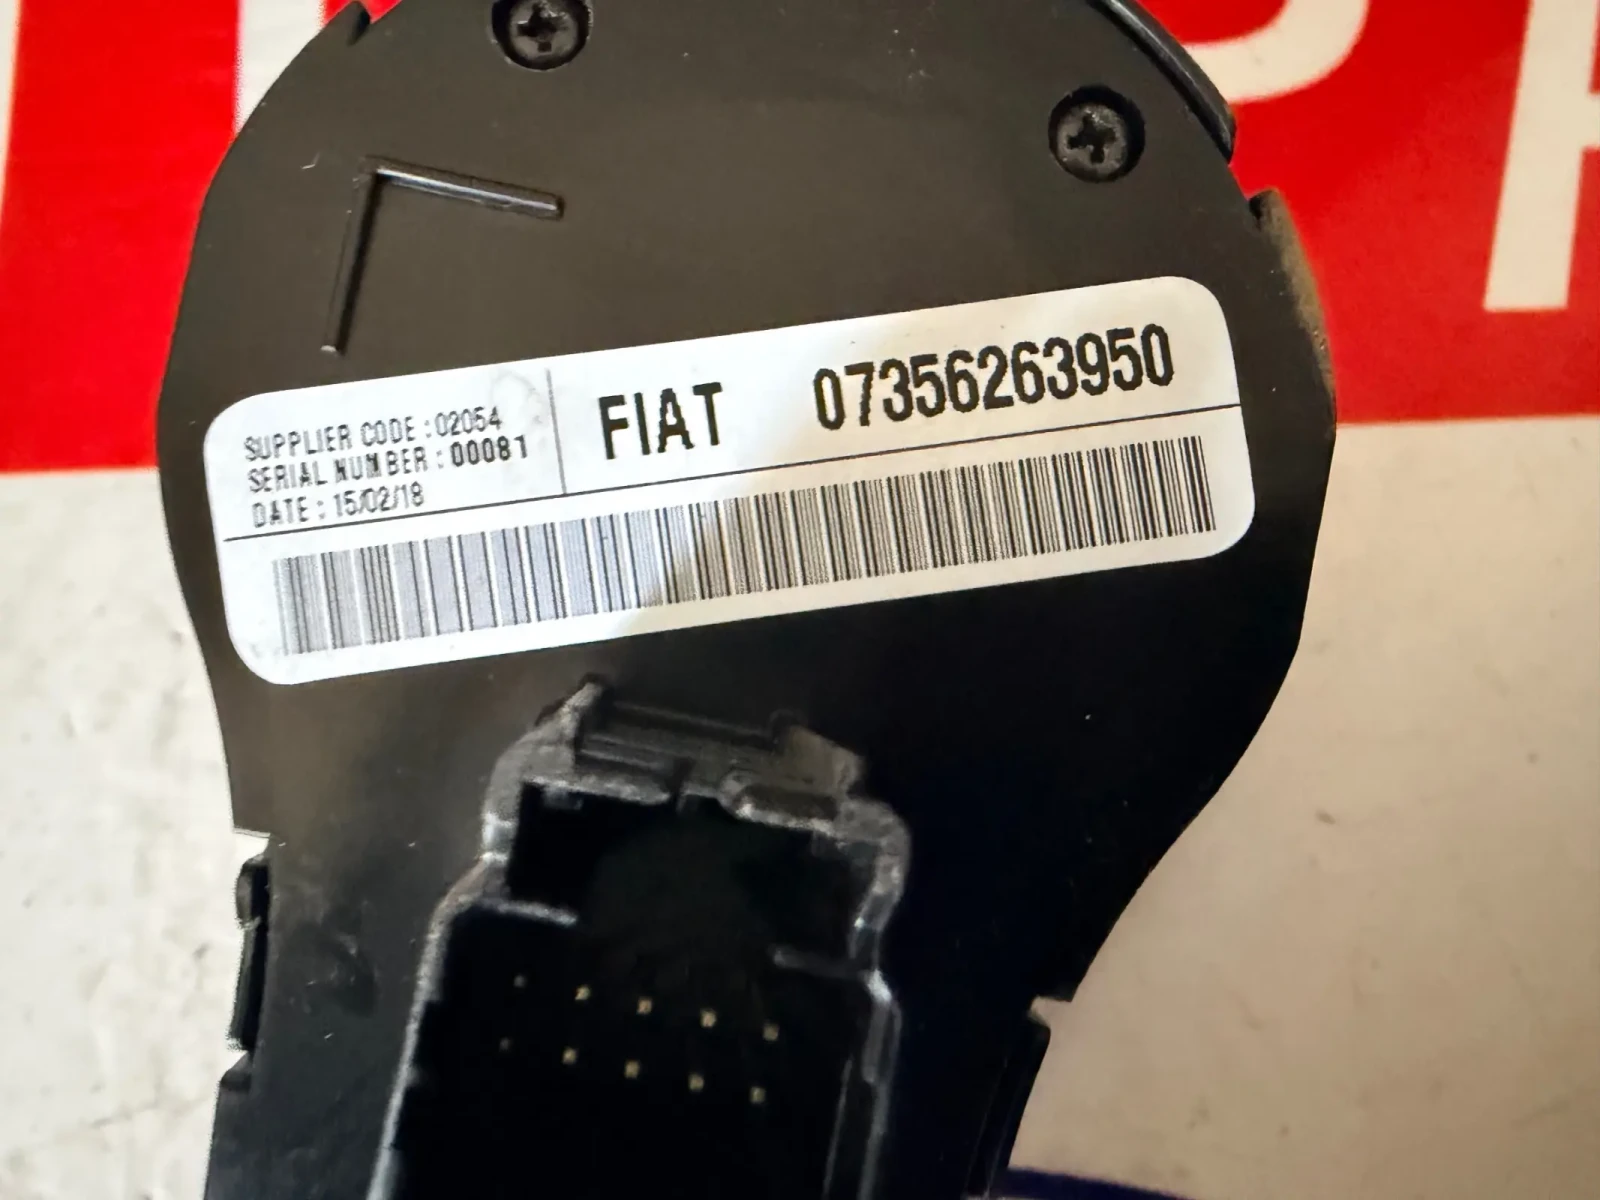 SUPPLIER CODE : 02054
SERIAL NUMBER : 00081
DATE : 15/02/18
FIAT 07356263950